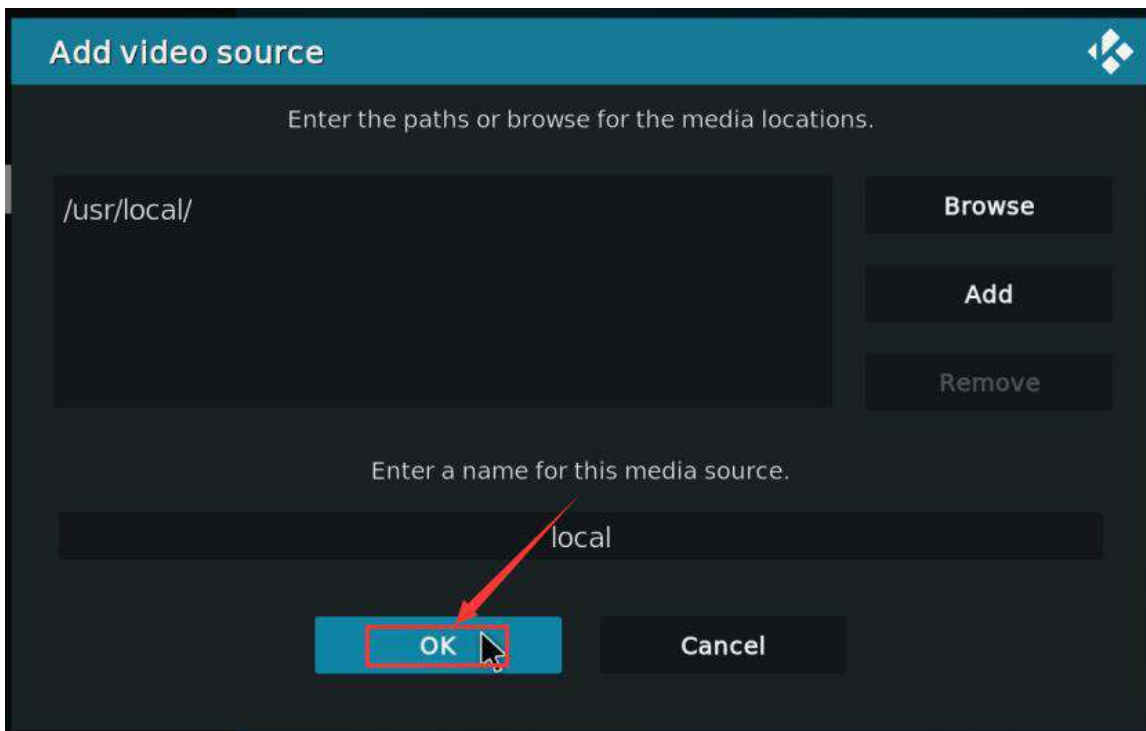 Add video source
Enter the paths or browse for the media locations.
/usr/local/
Browse
Add
Remove
Enter a name for this media source.
local
OK
Cancel